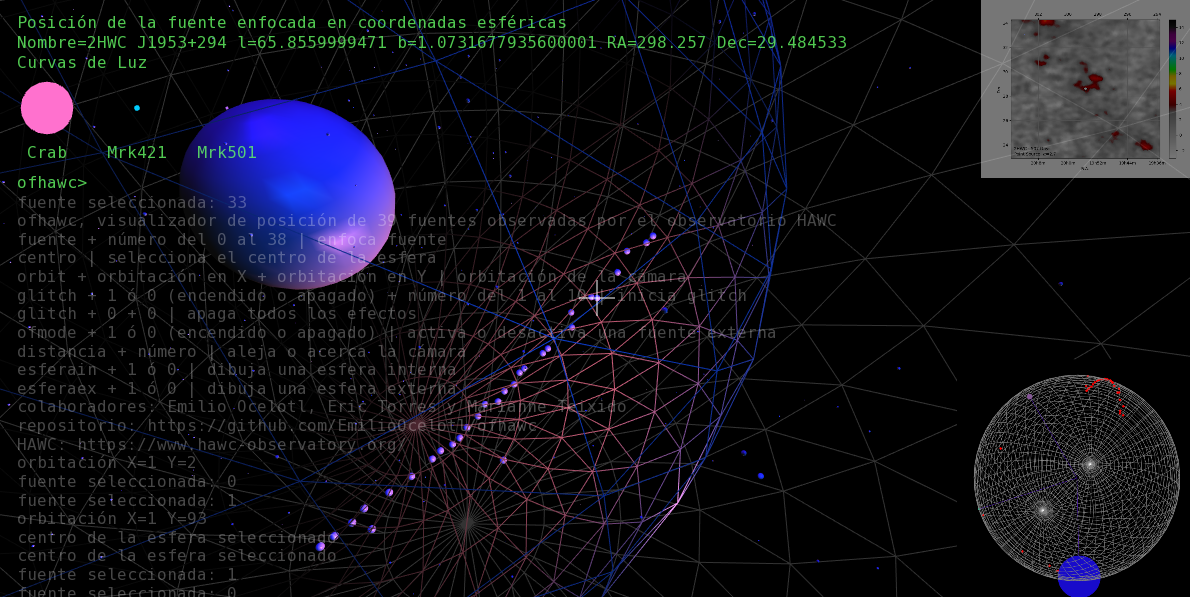 Posición de la fuente enfocada en coordenadas esféricas
Nombre=2HWC J1953+294 l=65.8559999471 b=1.0731677935600001 RA=298.257 Dec=29.484533
Curvas de Luz
Crab Mrk421 Mrk501
ofhawc>
fuente seleccionada: 33
ofhawc, visualizador de posición de 39 fuentes observadas por el observatorio HAWC
fuente + número del 0 al 38 | enfoca fuente
centro | selecciona el centro de la esfera
orbit + orbitación en X + orbitación en Y | orbitación de la cámara
glitch + 1 ó 0 (encendido o apagado) + número del 1 al 10 | inicia glitch
glitch + 0 + 0 | apaga todos los efectos
ofmode + 1 ó 0 (encendido o apagado) | activa o desactiva una fuente externa
distancia + número | aleja o acerca la cámara
esferain + 1 ó 0 | dibuja una esfera interna
esferaex + 1 ó 0 | dibuja una esfera externa
colaboradores: Emilio Ocelotl, Eric Torres y Marianne Teixido
repositorio: https://github.com/EmilioOcelotl/ofhawc
HAWC: https://www.hawc-observatory.org/
orbitación X=1 Y=2
fuente seleccionada: 0
fuente seleccionada: 1
orbitación X=1 Y=93
centro de la esfera seleccionado
centro de la esfera seleccionado
fuente seleccionada: 1
fuente seleccionada: 0